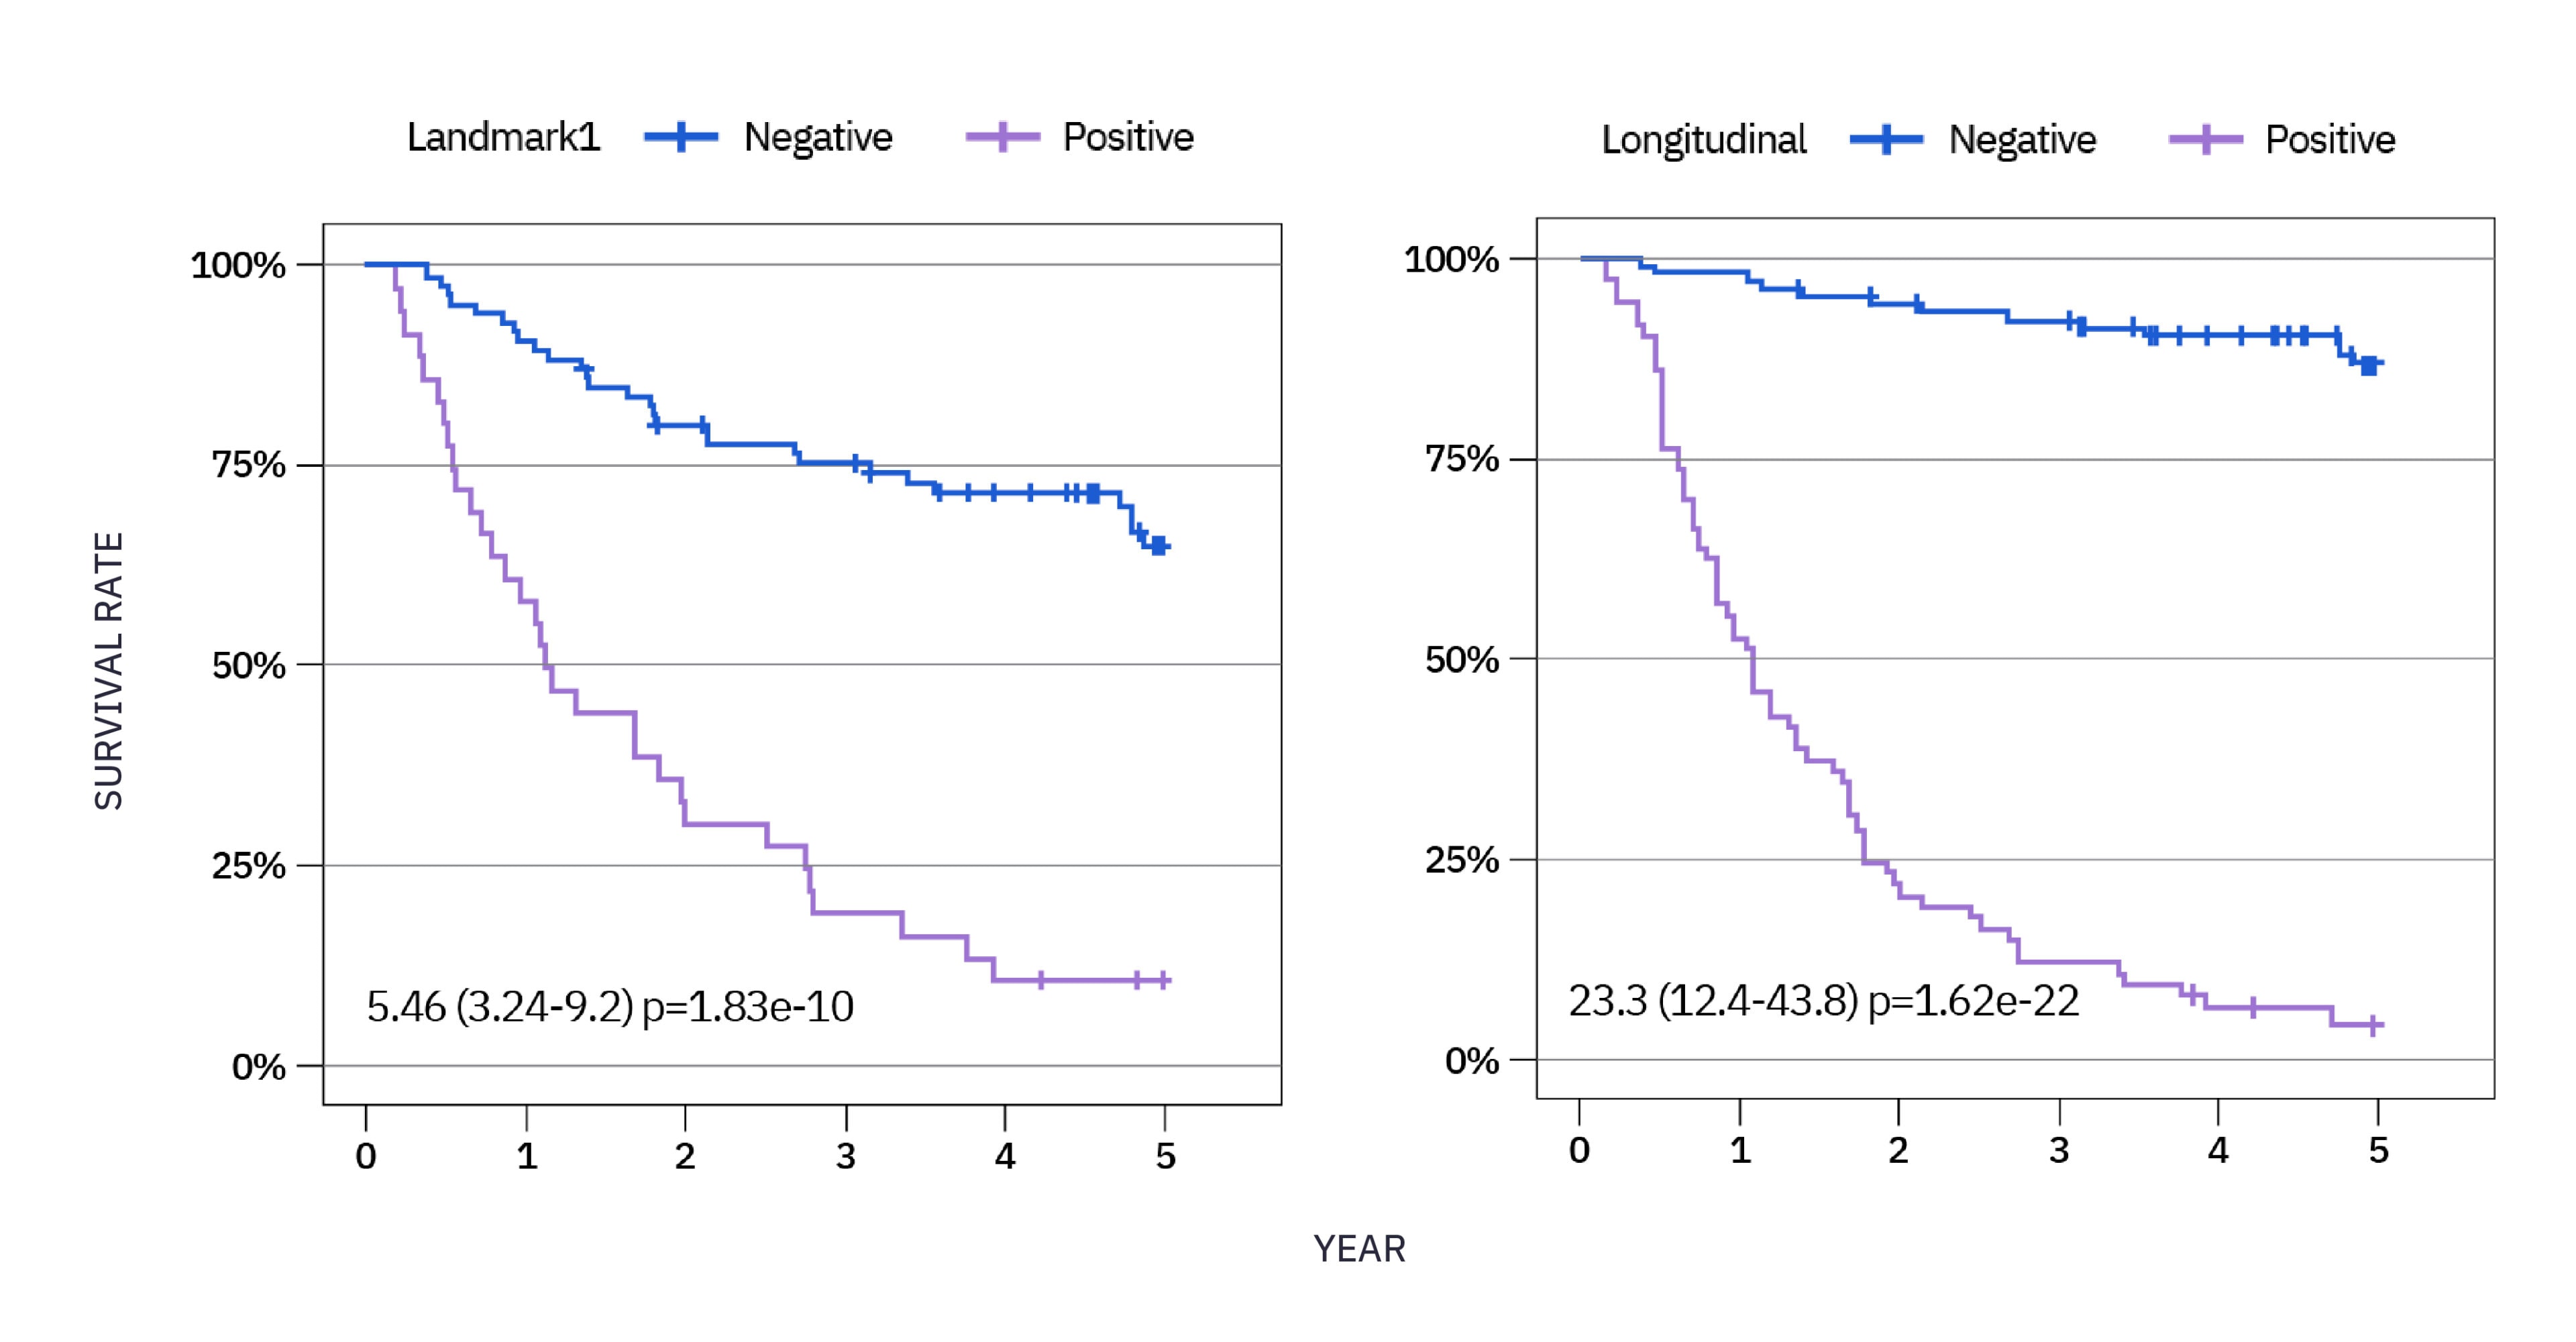 Landmark1 Negative Positive
Longitudinal Negative Positive
SURVIVAL RATE
100%
75%
50%
25%
0%
5.46 (3.24-9.2) p=1.83e-10
0 1 2 3 4 5
100%
75%
50%
25%
0%
23.3 (12.4-43.8) p=1.62e-22
0 1 2 3 4 5
YEAR